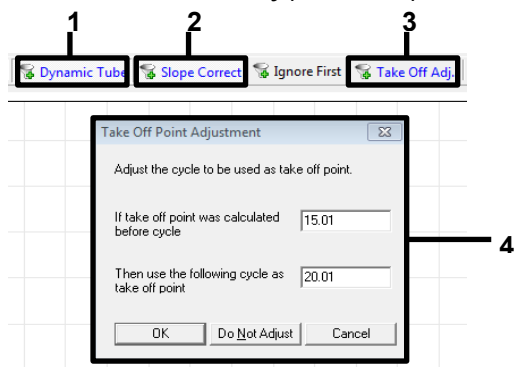 1 2 3
Dynamic Tube Slope Correct Ignore First Take Off Adj.
Take Off Point Adjustment
Adjust the cycle to be used as take off point.
If take off point was calculated
before cycle
15.01
4
Then use the following cycle as
take off point
20.01
OK Do Not Adjust Cancel